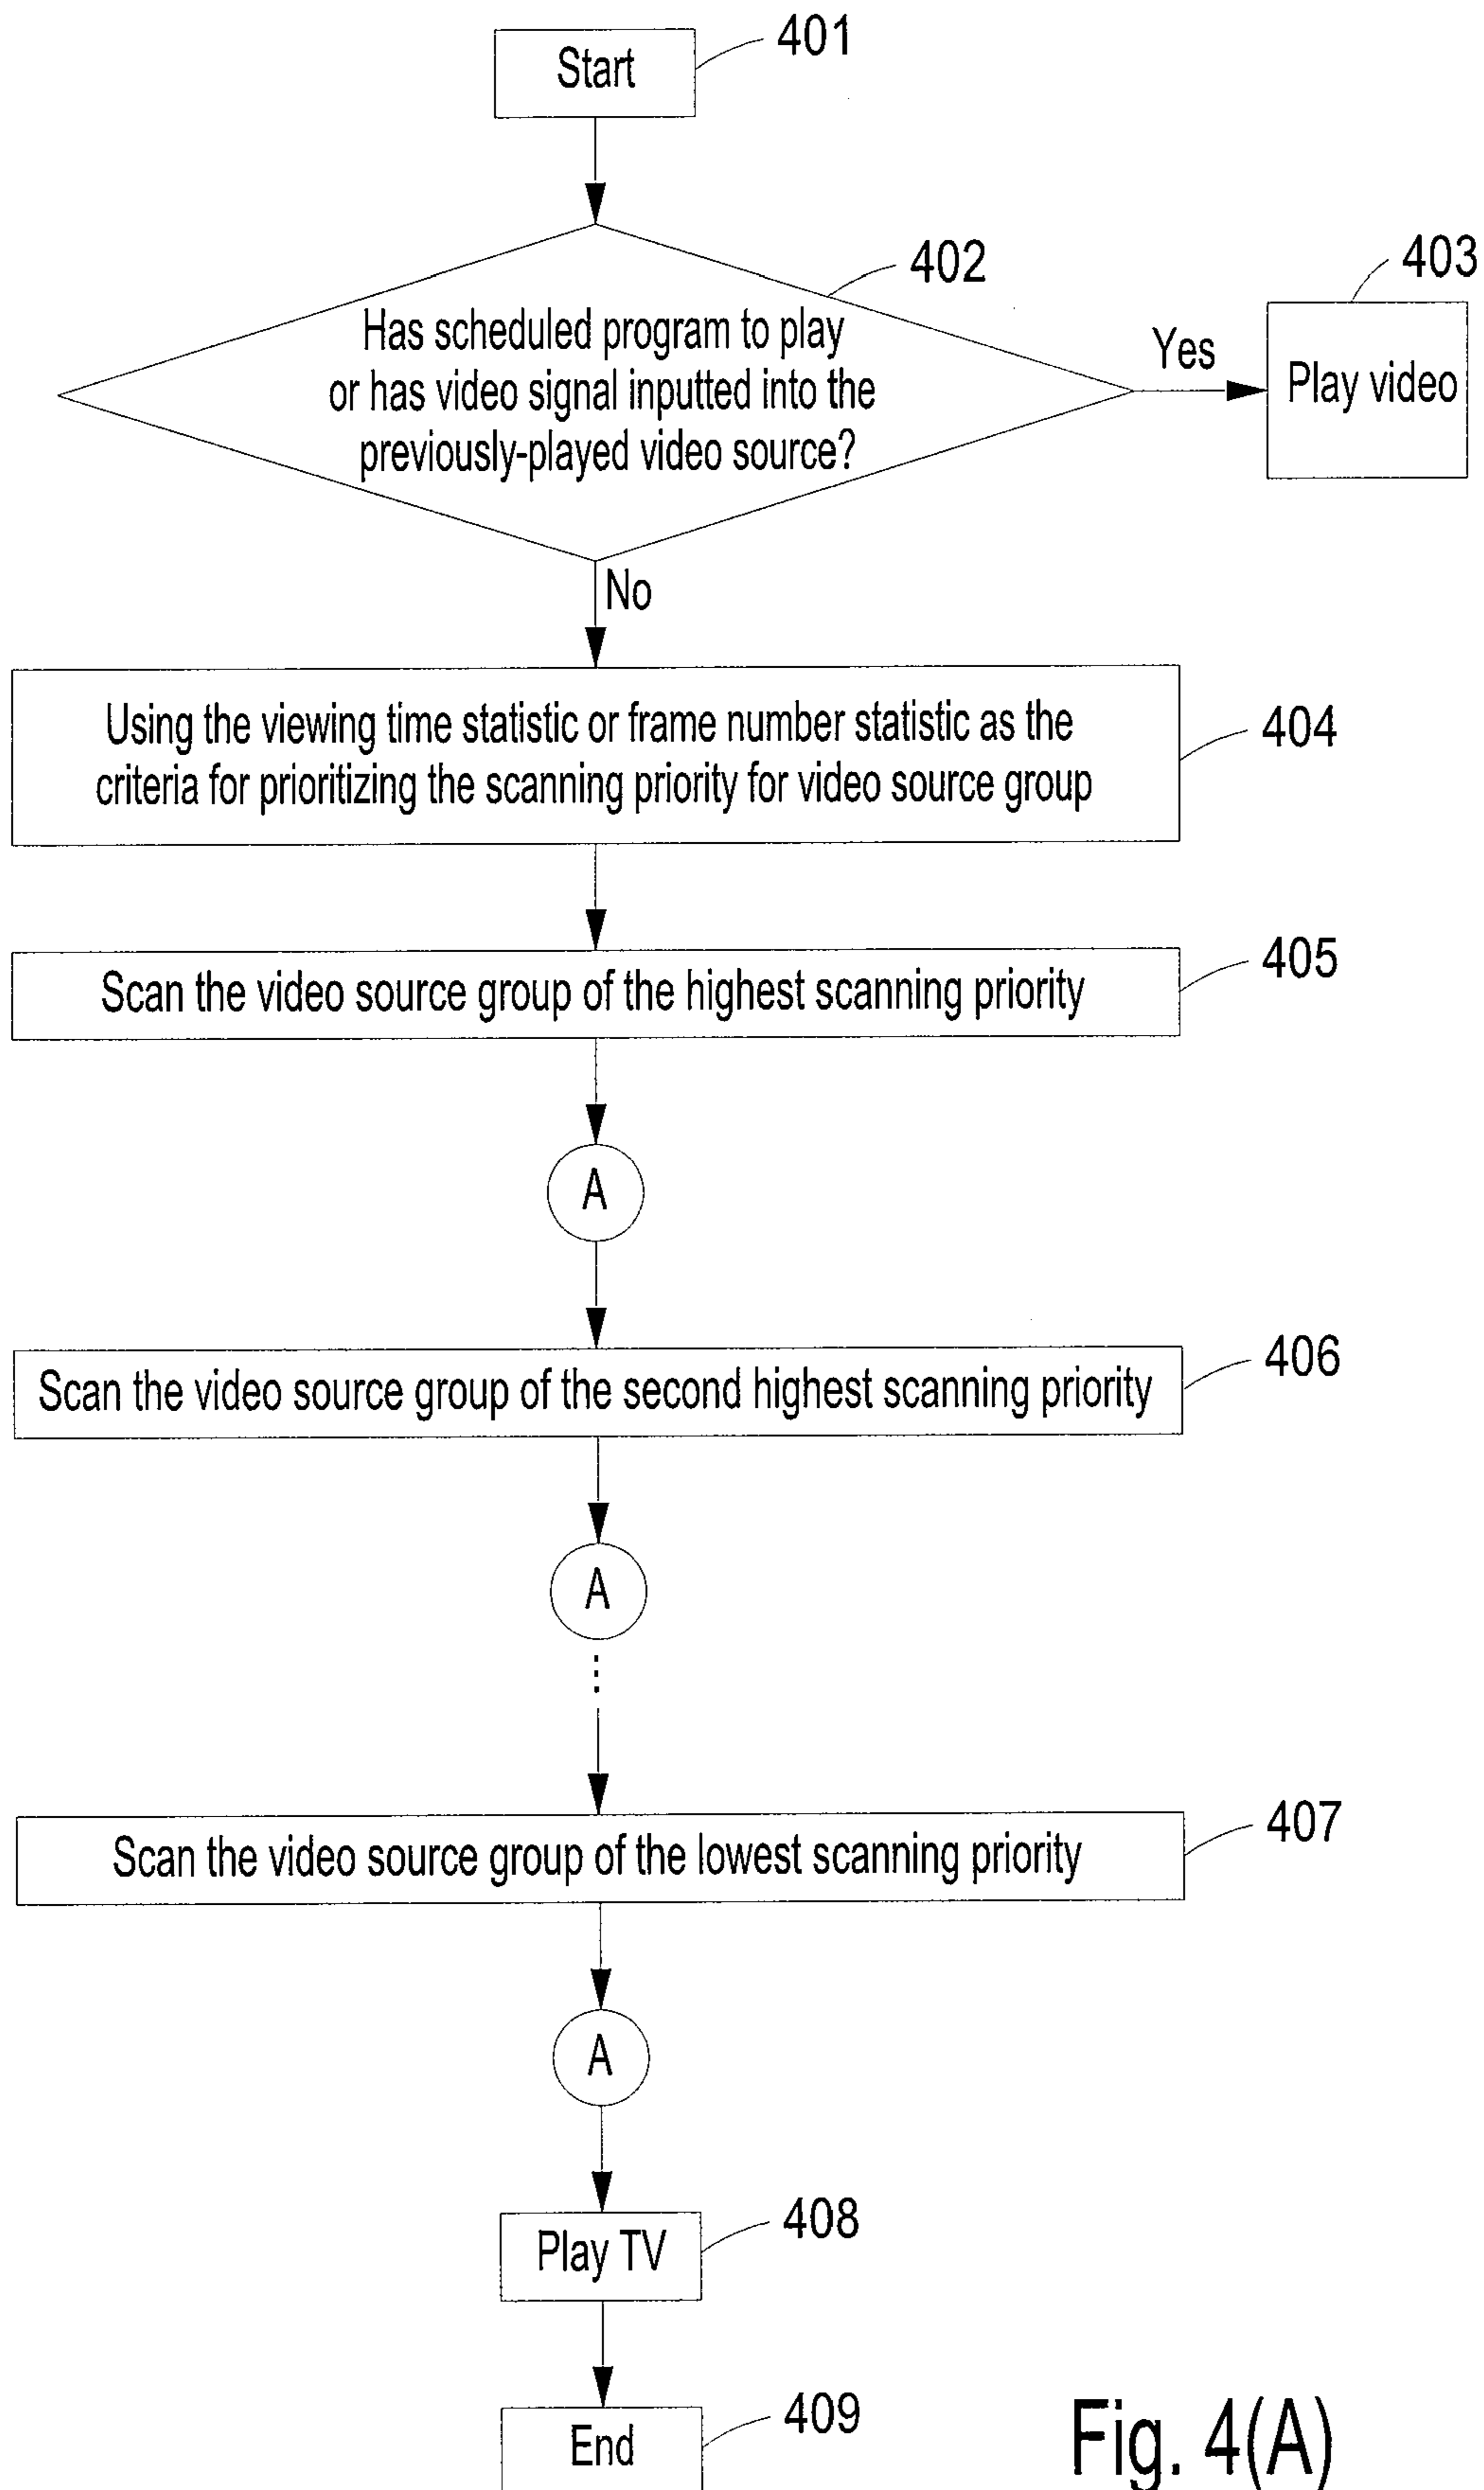 Start
401
402
Has scheduled program to play
or has video signal inputted into the
previously-played video source?
Yes
403
Play video
No
Using the viewing time statistic or frame number statistic as the
criteria for prioritizing the scanning priority for video source group
404
Scan the video source group of the highest scanning priority
405
A
Scan the video source group of the second highest scanning priority
406
A
Scan the video source group of the lowest scanning priority
407
A
Play TV
408
End
409
Fig. 4(A)